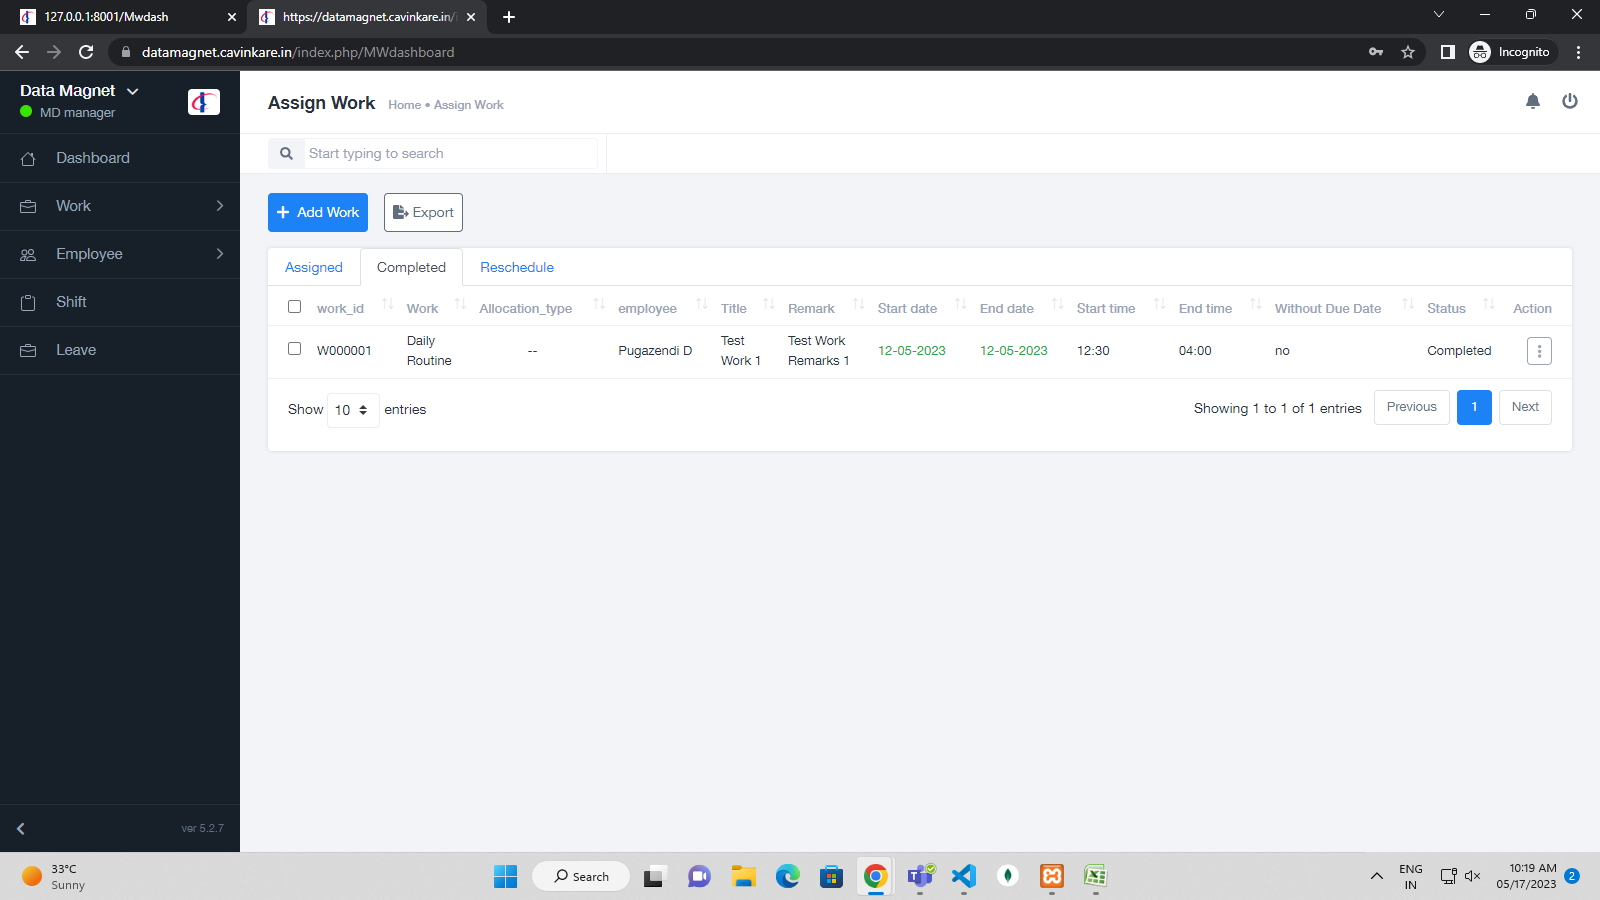 127.0.0.1:8001/Mwdash
https://datamagnet.cavinkare.in/i
datamagnet.cavinkare.in/index.php/MWdashboard
Incognito
Data Magnet
MD manager
Dashboard
Work
Employee
Shift
Leave
ver 5.2.7
Assign Work
Home • Assign Work
Start typing to search
Add Work
Export
Assigned
Completed
Reschedule
work_id Work Allocation_type employee Title Remark Start date End date Start time End time Without Due Date Status Action
W000001 Daily Routine -- Pugazendi D Test Work 1 Test Work Remarks 1 12-05-2023 12-05-2023 12:30 04:00 no Completed
Show 10 entries
Showing 1 to 1 of 1 entries
Previous 1 Next
33°C
Sunny
Search
ENG
IN
10:19 AM
05/17/2023
2